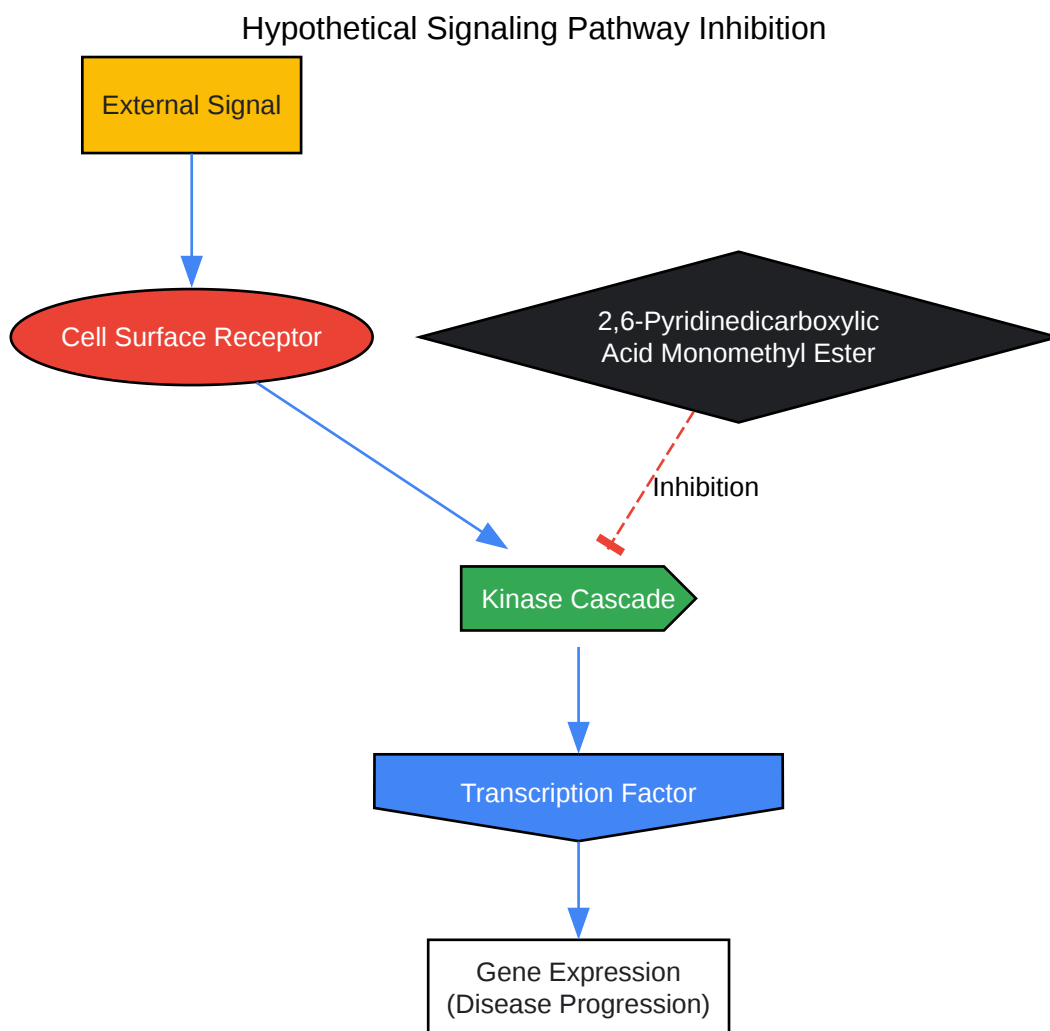 Hypothetical Signaling Pathway Inhibition
External Signal
Cell Surface Receptor
2,6-Pyridinedicarboxylic
Acid Monomethyl Ester
Inhibition
Kinase Cascade
Transcription Factor
Gene Expression
(Disease Progression)